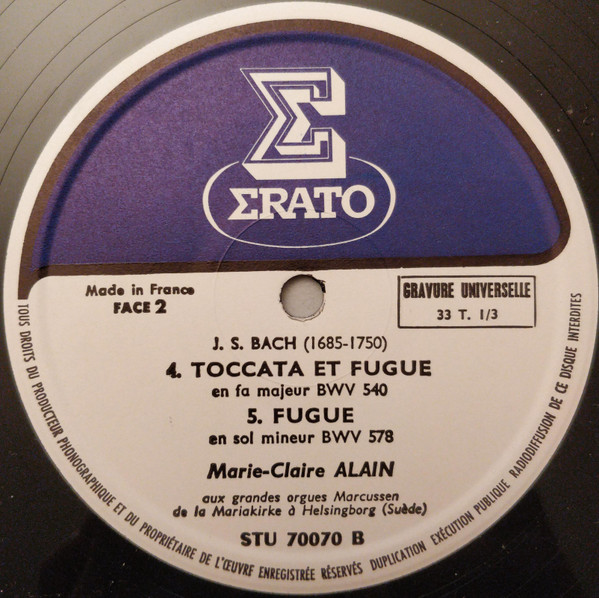 Σ
ΣRATO
Made in France
FACE 2
GRAVURE UNIVERSELLE
33 T. 1/3
J. S. BACH (1685-1750)
4. TOCCATA ET FUGUE
en fa majeur BWV 540
5. FUGUE
en sol mineur BWV 578
Marie-Claire ALAIN
aux grandes orgues Marcussen
de la Mariakirke à Helsingborg (Suède)
STU 70070 B
TOUS DROITS DU PRODUCTEUR PHONOGRAPHIQUE ET DU PROPRIÉTAIRE DE L'ŒUVRE ENREGISTRÉE RÉSERVÉS DUPLICATION EXÉCUTION PUBLIQUE RADIODIFFUSION DE CE DISQUE INTERDITES